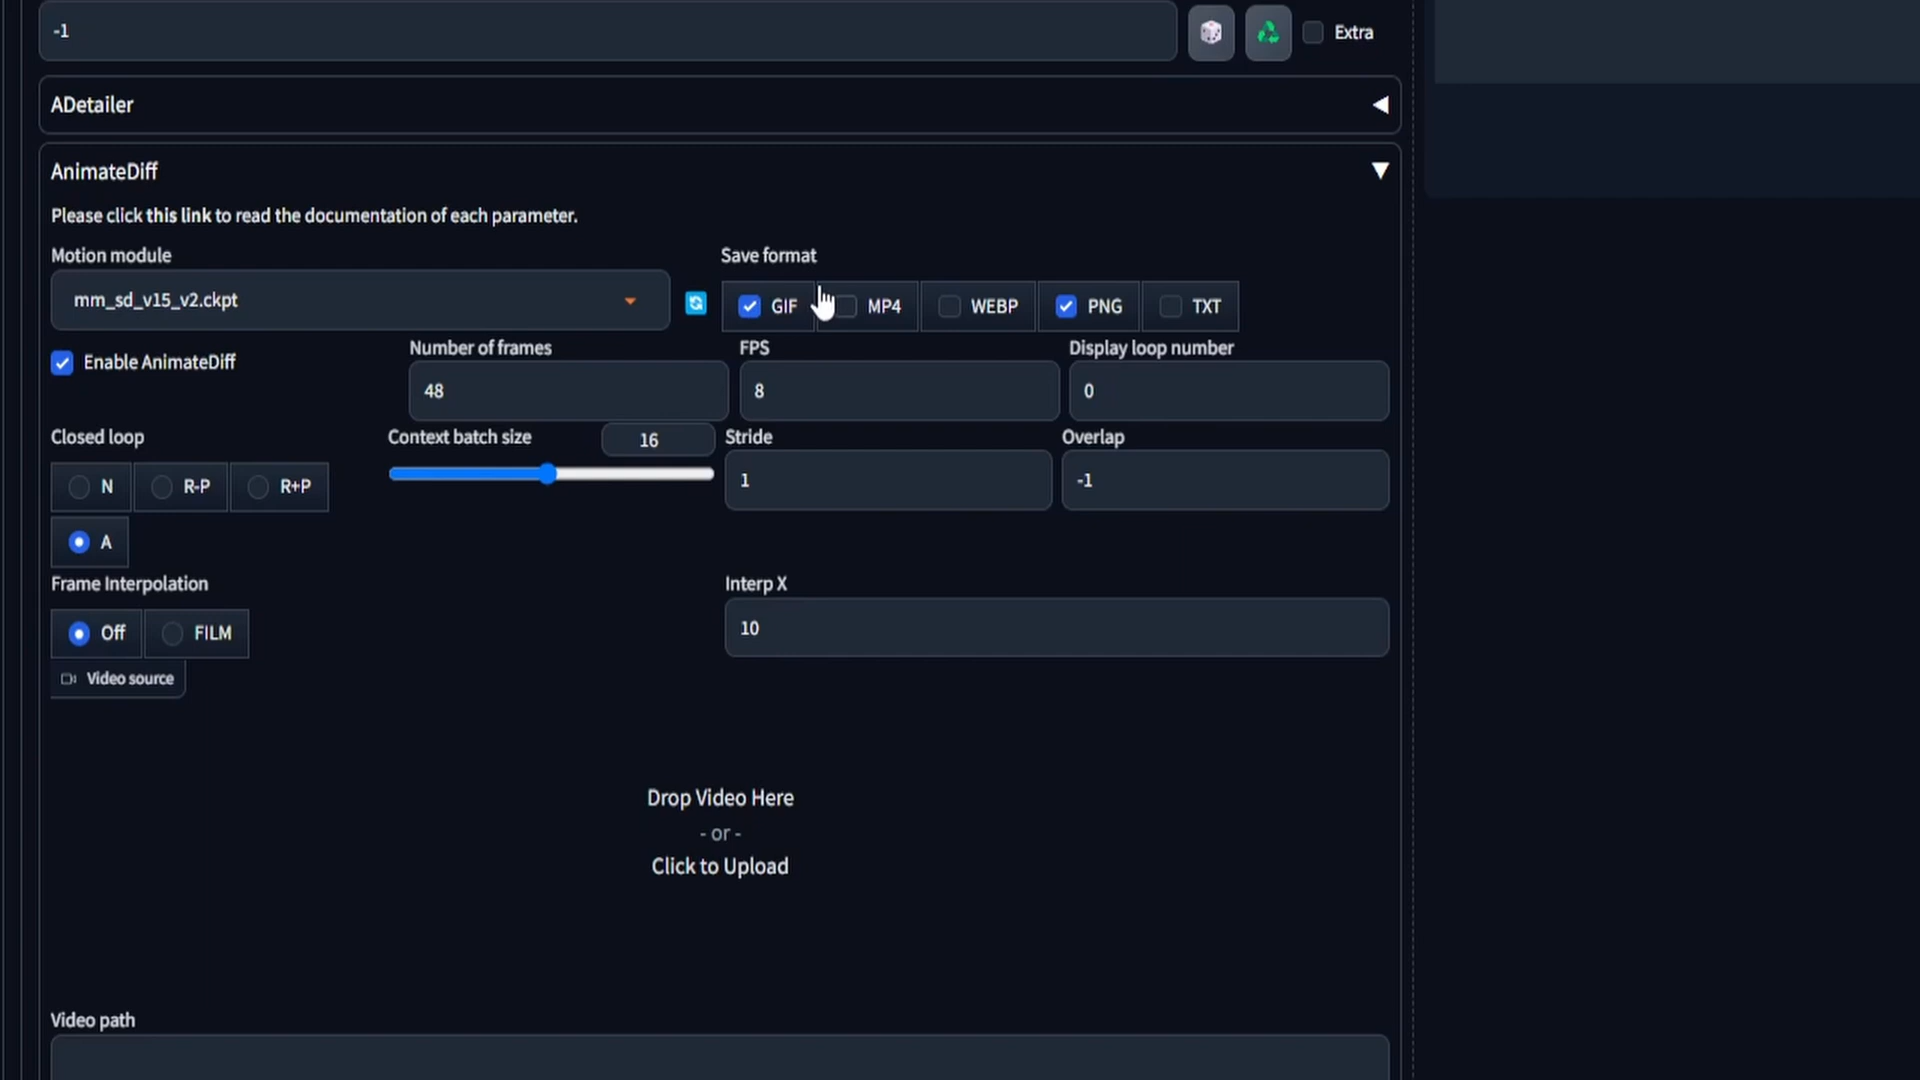 -1
Extra
ADetailer
AnimateDiff
Please click this link to read the documentation of each parameter.
Motion module
Save format
mm_sd_v15_v2.ckpt
GIF
MP4
WEBP
PNG
TXT
Enable AnimateDiff
Number of frames
FPS
Display loop number
48
8
0
Closed loop
Context batch size
16
Stride
Overlap
N
R-P
R+P
1
-1
A
Frame Interpolation
Interp X
Off
FILM
10
Video source
Drop Video Here
- or -
Click to Upload
Video path